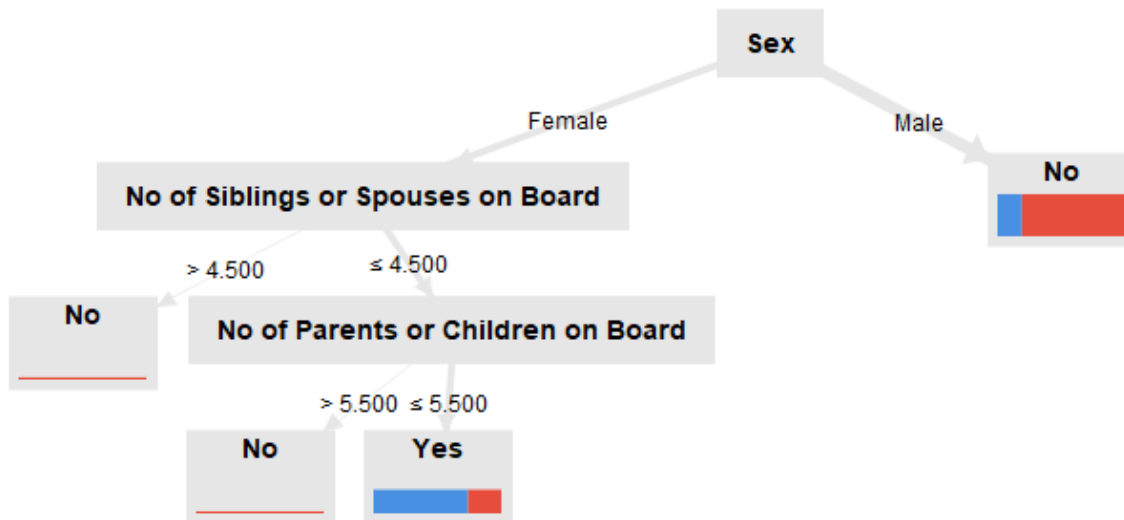 Sex
Female
Male
No
No of Siblings or Spouses on Board
> 4.500
≤ 4.500
No
No of Parents or Children on Board
> 5.500
≤ 5.500
No
Yes